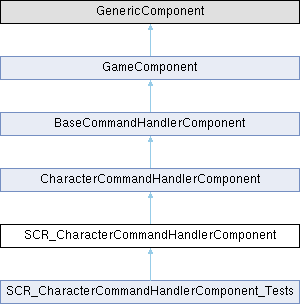 GenericComponent
GameComponent
BaseCommandHandlerComponent
CharacterCommandHandlerComponent
SCR_CharacterCommandHandlerComponent
SCR_CharacterCommandHandlerComponent_Tests